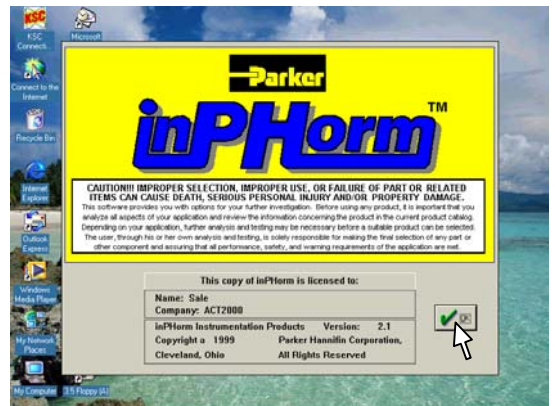 KSC
Connecti...
Microsoft
Connect to the
Internet
Recycle Bin
Internet
Explorer
Outlook
Express
Windows
Media Player
My Network
Places
My Computer
3.5 Floppy (A)
Parker
inPHorm™
CAUTION!!! IMPROPER SELECTION, IMPROPER USE, OR FAILURE OF PART OR RELATED
ITEMS CAN CAUSE DEATH, SERIOUS PERSONAL INJURY AND/OR PROPERTY DAMAGE.
This software provides you with options for your further investigation. Before using any product, it is important that you
analyze all aspects of your application and review the information concerning the product in the current product catalog.
Depending on your application, further analysis and testing may be necessary before a suitable product can be selected.
The user, through his or her own analysis and testing, is solely responsible for making the final selection of any part or
other component and assuring that all performance, safety, and warning requirements of the application are met.
This copy of inPHorm is licensed to:
Name: Sale
Company: ACT2000
inPHorm Instrumentation Products Version: 2.1
Copyright a 1999 Parker Hannifin Corporation,
Cleveland, Ohio All Rights Reserved
OK